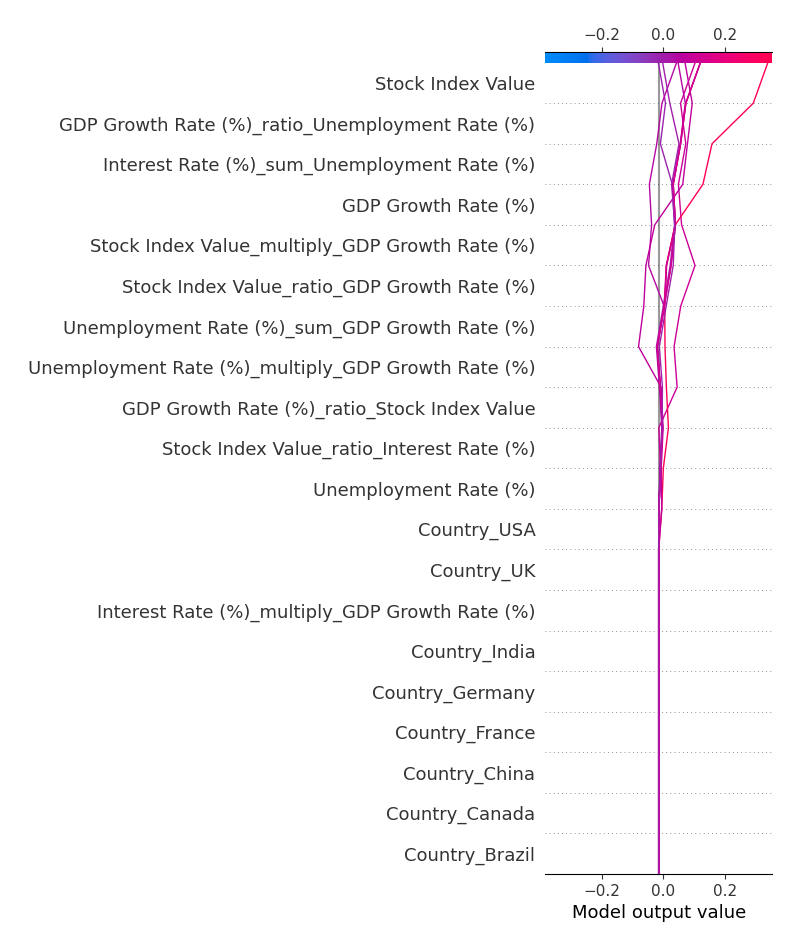 −0.2 0.0 0.2
Stock Index Value
GDP Growth Rate (%)_ratio_Unemployment Rate (%)
Interest Rate (%)_sum_Unemployment Rate (%)
GDP Growth Rate (%)
Stock Index Value_multiply_GDP Growth Rate (%)
Stock Index Value_ratio_GDP Growth Rate (%)
Unemployment Rate (%)_sum_GDP Growth Rate (%)
Unemployment Rate (%)_multiply_GDP Growth Rate (%)
GDP Growth Rate (%)_ratio_Stock Index Value
Stock Index Value_ratio_Interest Rate (%)
Unemployment Rate (%)
Country_USA
Country_UK
Interest Rate (%)_multiply_GDP Growth Rate (%)
Country_India
Country_Germany
Country_France
Country_China
Country_Canada
Country_Brazil
−0.2 0.0 0.2
Model output value